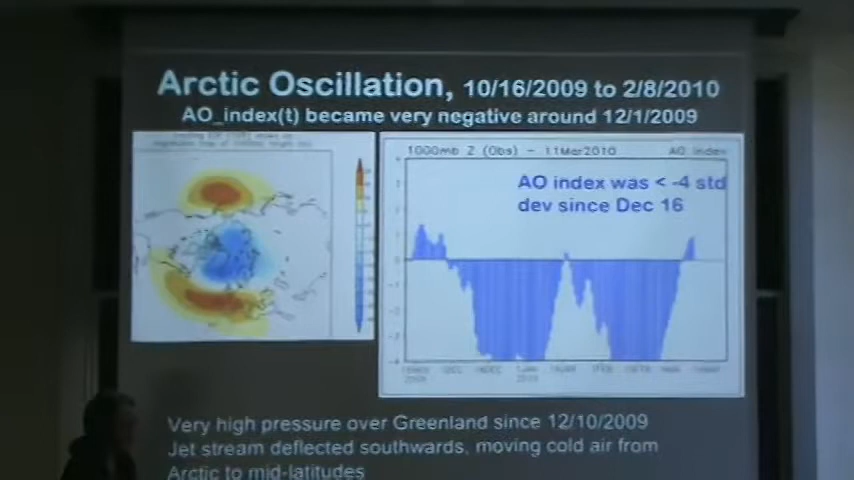 Arctic Oscillation, 10/16/2009 to 2/8/2010
AO_index(t) became very negative around 12/1/2009
1000mb Z (Obs) - 11Mar2010 AO Index
AO index was < -4 std
dev since Dec 16
Very high pressure over Greenland since 12/10/2009
Jet stream deflected southwards, moving cold air from
Arctic to mid-latitudes